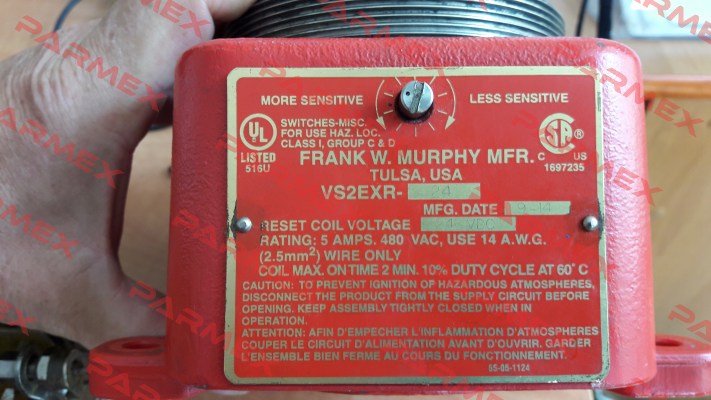 MORE SENSITIVE
LESS SENSITIVE
UL
LISTED
516U
SWITCHES-MISC.
FOR USE HAZ. LOC.
CLASS I, GROUP C & D
C US
1697235
FRANK W. MURPHY MFR.
TULSA, USA
VS2EXR- 24
MFG. DATE 9-14
RESET COIL VOLTAGE
RATING: 5 AMPS. 480 VAC, USE 14 A.W.G.
(2.5mm²) WIRE ONLY
COIL MAX. ON TIME 2 MIN. 10% DUTY CYCLE AT 60° C
CAUTION: TO PREVENT IGNITION OF HAZARDOUS ATMOSPHERES,
DISCONNECT THE PRODUCT FROM THE SUPPLY CIRCUIT BEFORE
OPENING. KEEP ASSEMBLY TIGHTLY CLOSED WHEN IN
OPERATION.
ATTENTION: AFIN D'EMPECHER L'INFLAMMATION D'ATMOSPHERES
COUPER LE CIRCUIT D'ALIMENTATION AVANT D'OUVRIR. GARDER
L'ENSEMBLE BIEN FERME AU COURS DU FONCTIONNEMENT.
55-05-1124
PARMEX